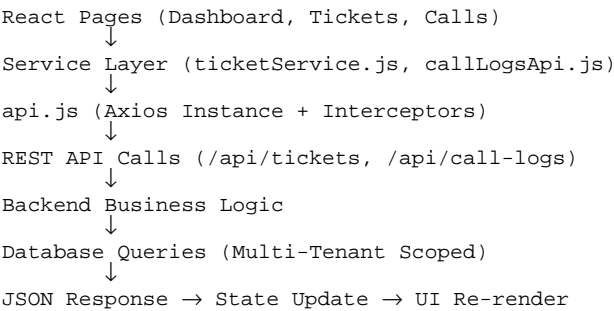 React Pages (Dashboard, Tickets, Calls)
↓
Service Layer (ticketService.js, callLogsApi.js)
↓
api.js (Axios Instance + Interceptors)
↓
REST API Calls (/api/tickets, /api/call-logs)
↓
Backend Business Logic
↓
Database Queries (Multi-Tenant Scoped)
↓
JSON Response → State Update → UI Re-render